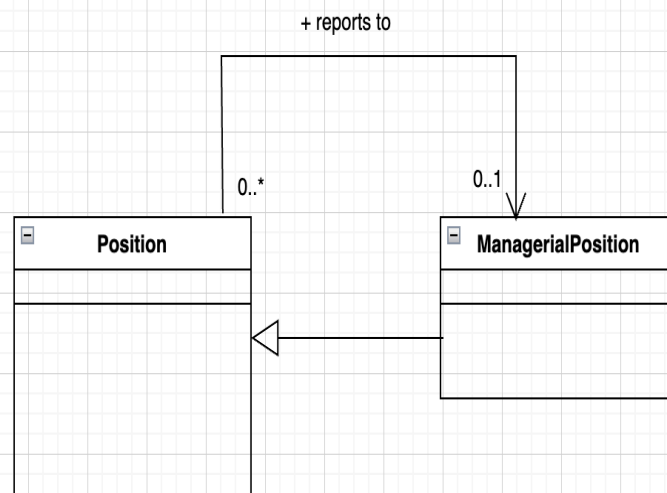 + reports to
0..*
0..1
Position
ManagerialPosition